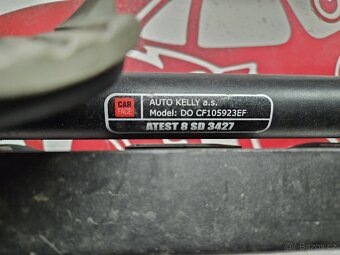 CAR
FACE
AUTO KELLY a.s.
Model: DO CF105923EF
ATEST 8 SD 3427